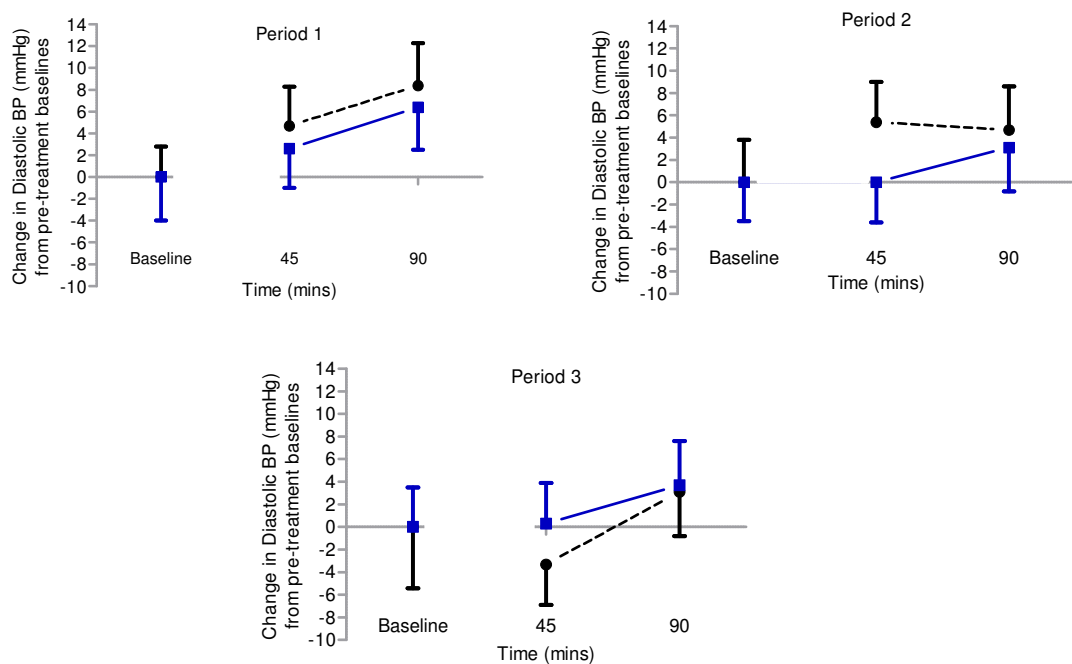 Period 1
Change in Diastolic BP (mmHg)
from pre-treatment baselines
14
12
10
8
6
4
2
0
-2
-4
-6
-8
-10
Baseline 45 90
Time (mins)
Period 2
Change in Diastolic BP (mmHg)
from pre-treatment baselines
14
12
10
8
6
4
2
0
-2
-4
-6
-8
-10
Baseline 45 90
Time (mins)
Period 3
Change in Diastolic BP (mmHg)
from pre-treatment baselines
14
12
10
8
6
4
2
0
-2
-4
-6
-8
-10
Baseline 45 90
Time (mins)